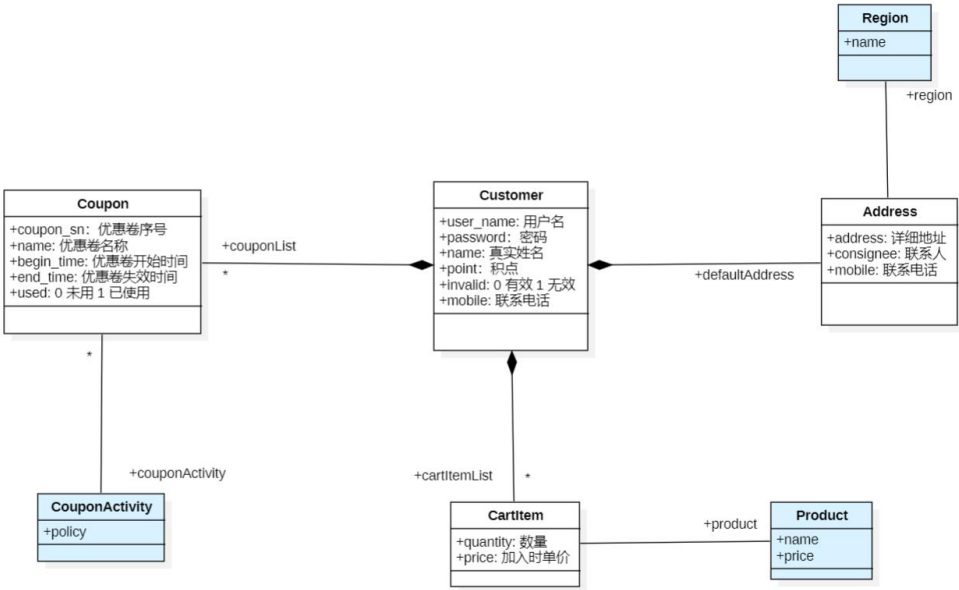 Region
+name
+region
Customer
+user_name: 用户名
+password: 密码
+name: 真实姓名
+point: 积点
+invalid: 0 有效 1 无效
+mobile: 联系电话
Coupon
+coupon_sn: 优惠卷序号
+name: 优惠卷名称
+begin_time: 优惠卷开始时间
+end_time: 优惠卷失效时间
+used: 0 未用 1 已使用
+couponList
*
Address
+address: 详细地址
+consignee: 联系人
+mobile: 联系电话
+defaultAddress
*
+couponActivity
CouponActivity
+policy
+cartItemList
*
CartItem
+quantity: 数量
+price: 加入时单价
+product
Product
+name
+price